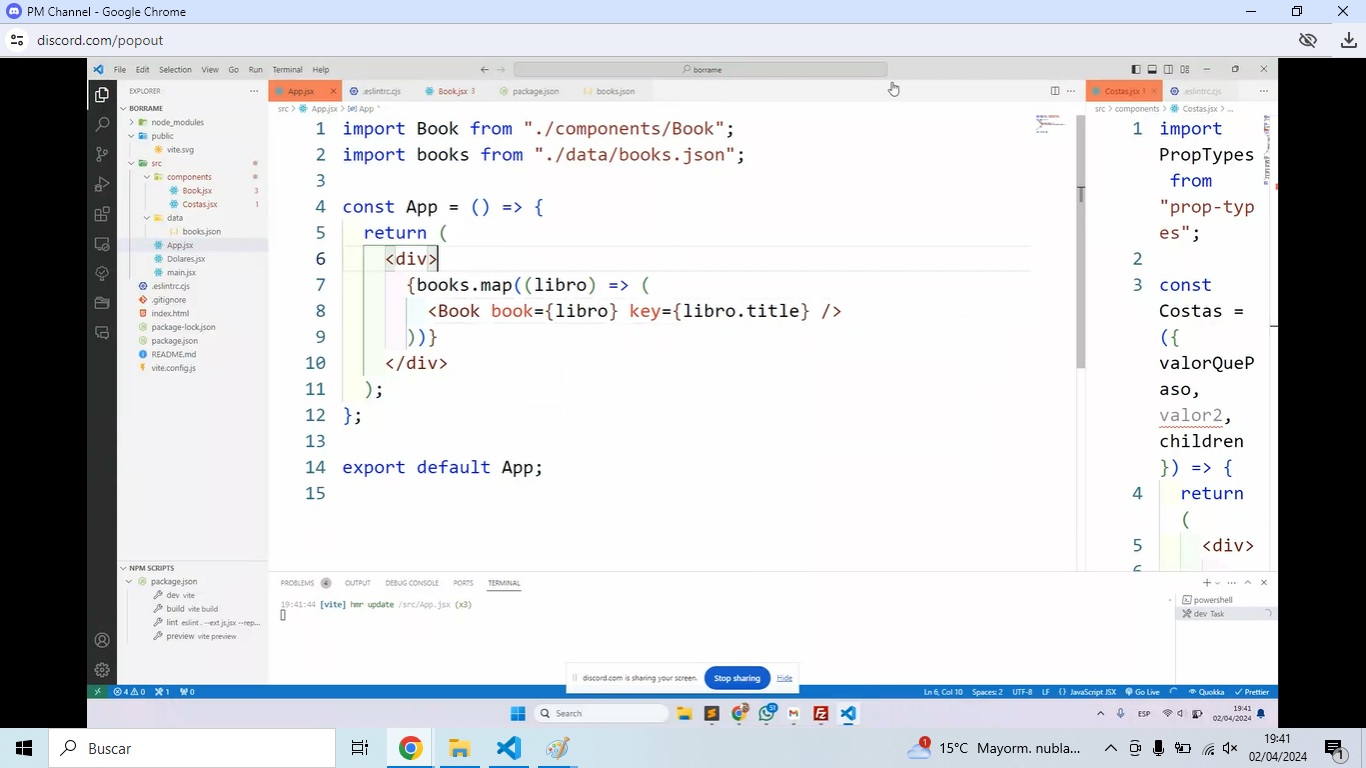 PM Channel - Google Chrome
discord.com/popout
File Edit Selection View Go Run Terminal Help
borrame
EXPLORER
BORRAME
node_modules
public
vite.svg
src
components
Book.jsx 3
Costas.jsx 1
data
books.json
App.jsx
Dolares.jsx
main.jsx
.eslintrc.cjs
.gitignore
index.html
package-lock.json
package.json
README.md
vite.config.js
NPM SCRIPTS
package.json
dev vite
build vite build
lint eslint . --ext js,jsx --rep...
preview vite preview
App.jsx .eslintrc.cjs Book.jsx 3 package.json books.json
src > App.jsx > App
1 import Book from "./components/Book";
2 import books from "./data/books.json";
3
4 const App = () => {
5 return (
6 <div>
7 {books.map((libro) => (
8 <Book book={libro} key={libro.title} />
9 ))}
10 </div>
11 );
12 };
13
14 export default App;
15
Costas.jsx 1 .eslintrc.cjs
src > components > Costas.jsx > ...
1 import
PropTypes
from
"prop-typ
es";
2
3 const
Costas =
({
valorQueP
aso,
valor2,
children
}) => {
4 return
(
5 <div>
6
PROBLEMS 4 OUTPUT DEBUG CONSOLE PORTS TERMINAL
19:41:44 [vite] hmr update /src/App.jsx (x3)
powershell
dev Task
discord.com is sharing your screen. Stop sharing Hide
4 0 1 0
Ln 6, Col 10 Spaces: 2 UTF-8 LF {} JavaScript JSX Go Live Quokka Prettier
Search
51
ESP
19:41
02/04/2024
Buscar
1
15°C Mayorm. nubla...
19:41
02/04/2024
1